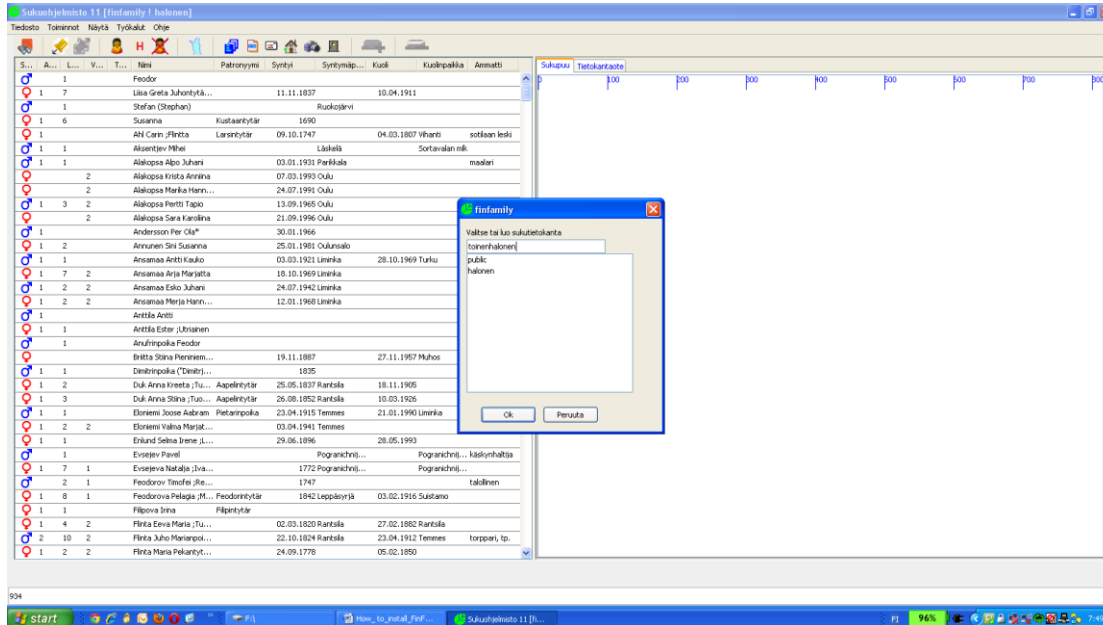 Sukuohjelmisto 11 [finfamily ! halonen]
Tiedosto Toiminnot Näytä Työkalut Ohje
H
S... A... L... V... T... Nimi Patronyymi Syntyi Syntymäp... Kuoli Kuolinpaikka Ammatti
Sukupuu Tietokantaote
0 100 200 300 400 500 600 700 800
1 Feodor
1 7 Liisa Greta Juhontytä... 11.11.1837 10.04.1911
1 Stefan (Stephan) Ruokojärvi
1 6 Susanna Kustaantytär 1690
1 Ahl Carin ;Flintta Larsintytär 09.10.1747 04.03.1807 Vihanti sotilaan leski
1 1 Aksentjev Mihei Läskelä Sortavalan mlk
1 1 Alakopsa Alpo Juhani 03.01.1931 Parikkala maalari
2 Alakopsa Krista Anniina 07.03.1993 Oulu
2 Alakopsa Marika Hann... 24.07.1991 Oulu
1 3 2 Alakopsa Pertti Tapio 13.09.1965 Oulu
2 Alakopsa Sara Karoliina 21.09.1996 Oulu
1 Andersson Per Ola* 30.01.1966
1 2 Annunen Sini Susanna 25.01.1981 Oulunsalo
1 1 Ansamaa Antti Kauko 03.03.1921 Liminka 28.10.1969 Turku
1 7 2 Ansamaa Arja Marjatta 18.10.1969 Liminka
1 2 2 Ansamaa Esko Juhani 24.07.1942 Liminka
1 2 2 Ansamaa Merja Hann... 12.01.1968 Liminka
1 Anttila Antti
1 1 Anttila Ester ;Utriainen
1 Anufrinpoika Feodor
Briitta Stiina Pieniniem... 19.11.1887 27.11.1957 Muhos
1 1 Dimitrinpoika ("Dimitrj... 1835
1 2 Duk Anna Kreeta ;Tu... Aapelintytär 25.05.1837 Rantsila 18.11.1905
1 3 Duk Anna Stiina ;Tuo... Aapelintytär 26.08.1852 Rantsila 10.03.1926
1 1 Eloniemi Joose Aabram Pietarinpoika 23.04.1915 Temmes 21.01.1990 Liminka
1 2 2 Eloniemi Valma Marjat... 03.04.1941 Temmes
1 1 Enlund Selma Irene ;L... 29.06.1896 28.05.1993
1 Evsejev Pavel Pogranichnij... Pogranichnij... käskynhaltija
1 7 1 Evsejeva Natalja ;Iva... 1772 Pogranichnij... Pogranichnij...
2 1 Feodorov Timofei ;Re... 1747 talollinen
1 8 1 Feodorova Pelagia ;M... Feodorintytär 1842 Leppäsyrjä 03.02.1916 Suistamo
1 1 Filipova Irina Filipintytär
1 4 2 Flinta Eeva Maria ;Tu... 02.03.1820 Rantsila 27.02.1882 Rantsila
2 10 2 Flinta Juho Marianpoi... 22.10.1824 Rantsila 23.04.1912 Temmes torppari, tp.
1 2 2 Flinta Maria Pekantyt... 24.09.1778 05.02.1850
finfamily
Valitse tai luo sukutietokanta
toinenhalonen
public
halonen
Ok Peruuta
934
start F:\ How_to_install_FinF... Sukuohjelmisto 11 [fi... FI 96% 7:49